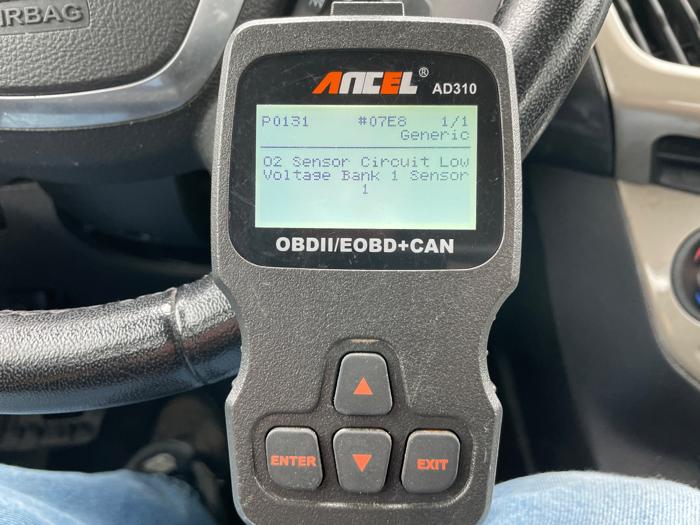 AIRBAG
ANCEL®
AD310
P0131 #07E8 1/1
Generic
O2 Sensor Circuit Low
Voltage Bank 1 Sensor
1
OBDII/EOBD+CAN
ENTER
EXIT